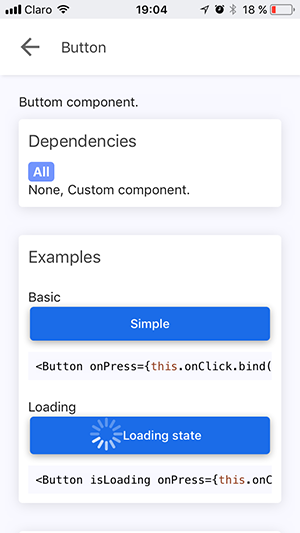 Claro 19:04 18 %
Button
Buttom component.
Dependencies
All
None, Custom component.
Examples
Basic
Simple
<Button onPress={this.onClick.bind(
Loading
Loading state
<Button isLoading onPress={this.onC